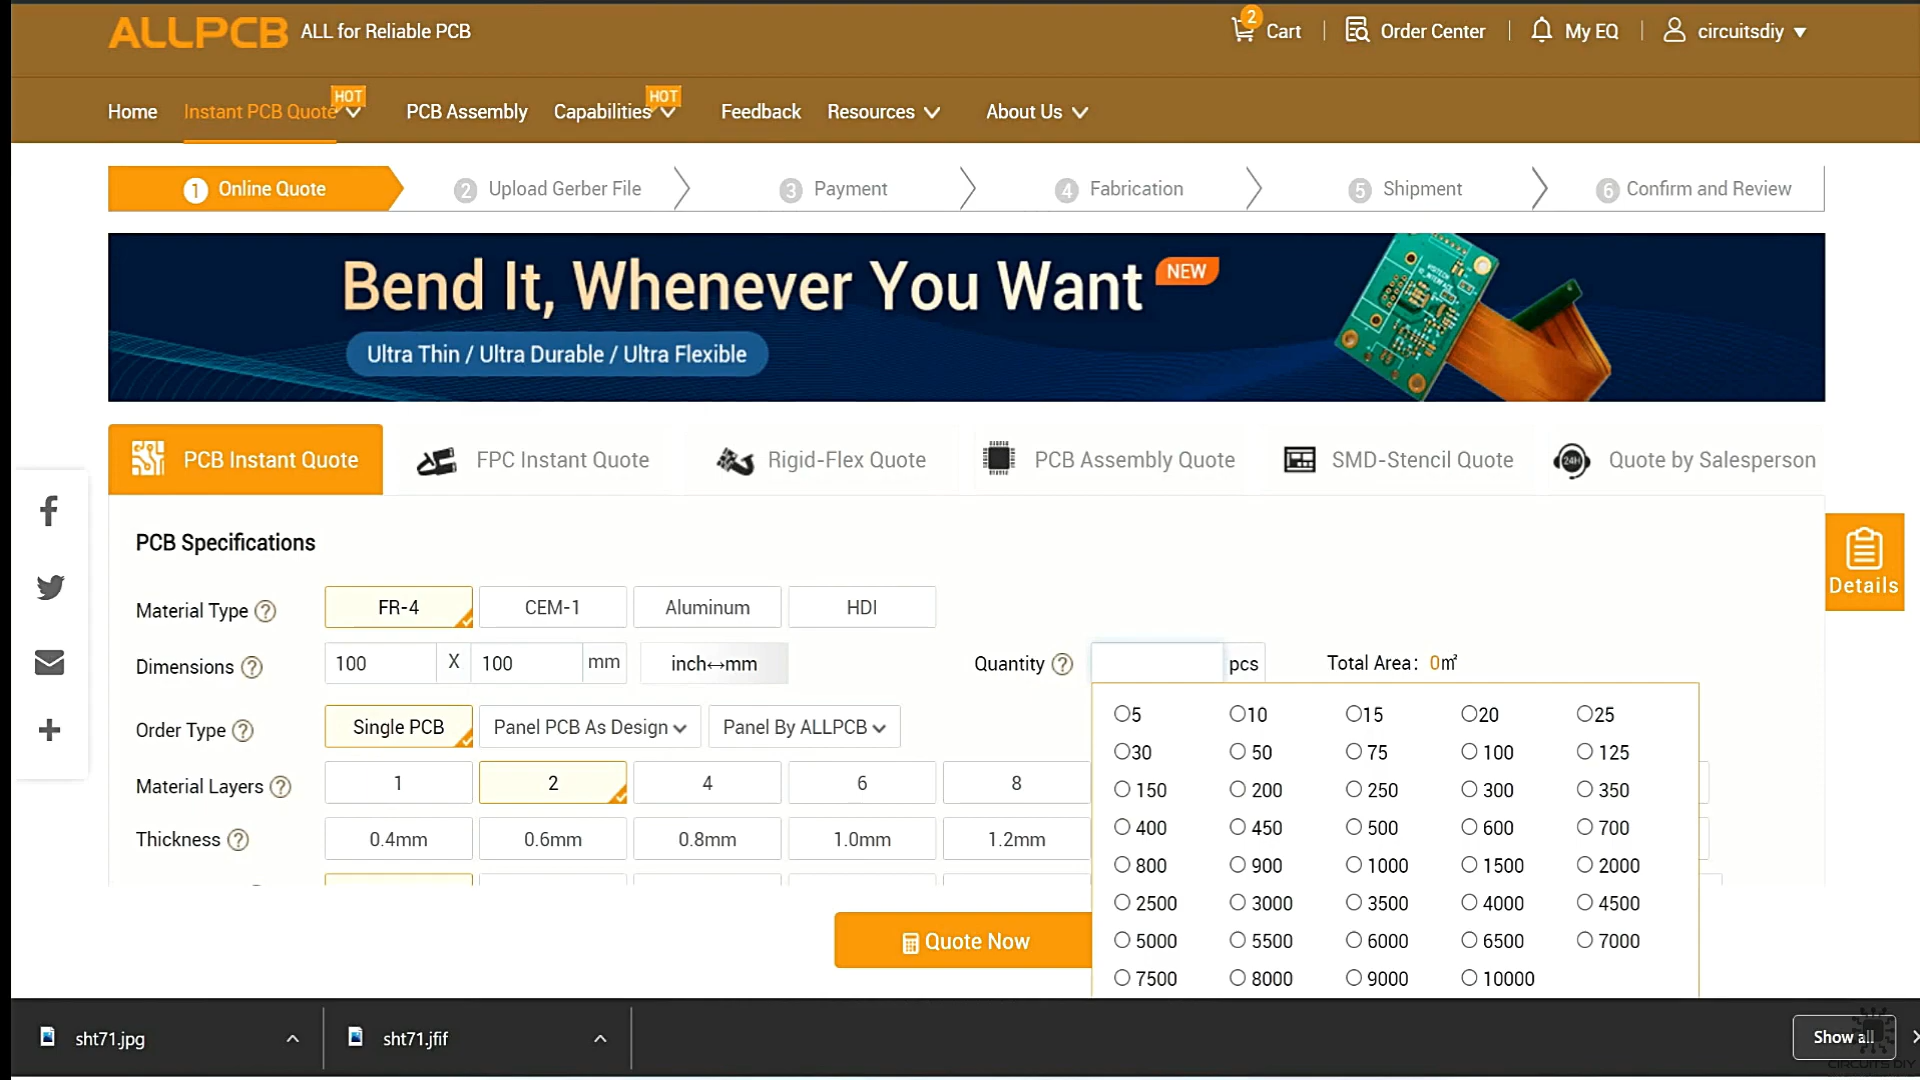 ALLPCB ALL for Reliable PCB 2 Cart Order Center My EQ circuitsdiy
Home Instant PCB Quote HOT PCB Assembly Capabilities HOT Feedback Resources About Us
1 Online Quote 2 Upload Gerber File 3 Payment 4 Fabrication 5 Shipment 6 Confirm and Review
Bend It, Whenever You Want NEW
Ultra Thin / Ultra Durable / Ultra Flexible
PCB Instant Quote FPC Instant Quote Rigid-Flex Quote PCB Assembly Quote SMD-Stencil Quote 24H Quote by Salesperson
PCB Specifications
Details
Material Type ? FR-4 CEM-1 Aluminum HDI
Dimensions ? 100 X 100 mm inch↔mm Quantity ? pcs Total Area: 0㎡
Order Type ? Single PCB Panel PCB As Design Panel By ALLPCB
Material Layers ? 1 2 4 6 8
Thickness ? 0.4mm 0.6mm 0.8mm 1.0mm 1.2mm
5 10 15 20 25
30 50 75 100 125
150 200 250 300 350
400 450 500 600 700
800 900 1000 1500 2000
2500 3000 3500 4000 4500
5000 5500 6000 6500 7000
7500 8000 9000 10000
Quote Now
sht71.jpg sht71.jfif Show all
CIRCUITS DIY